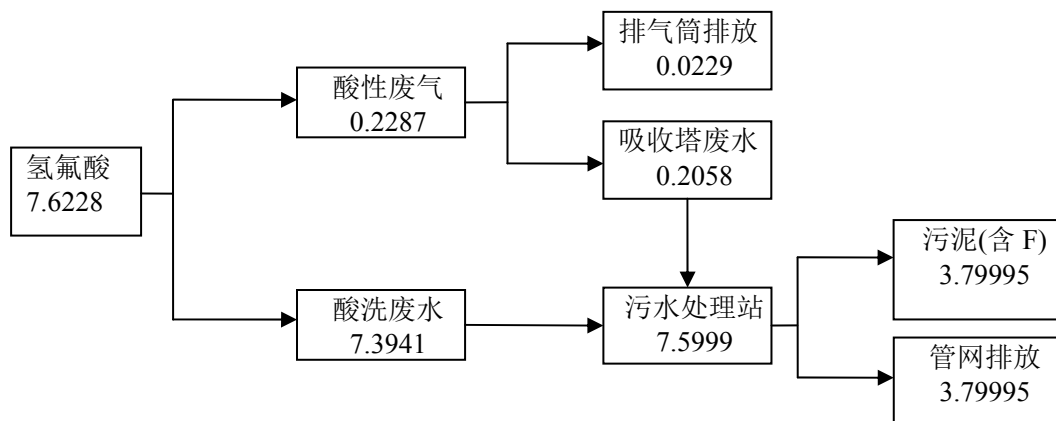 氢氟酸
7.6228
酸性废气
0.2287
酸洗废水
7.3941
排气筒排放
0.0229
吸收塔废水
0.2058
污水处理站
7.5999
污泥(含 F)
3.79995
管网排放
3.79995